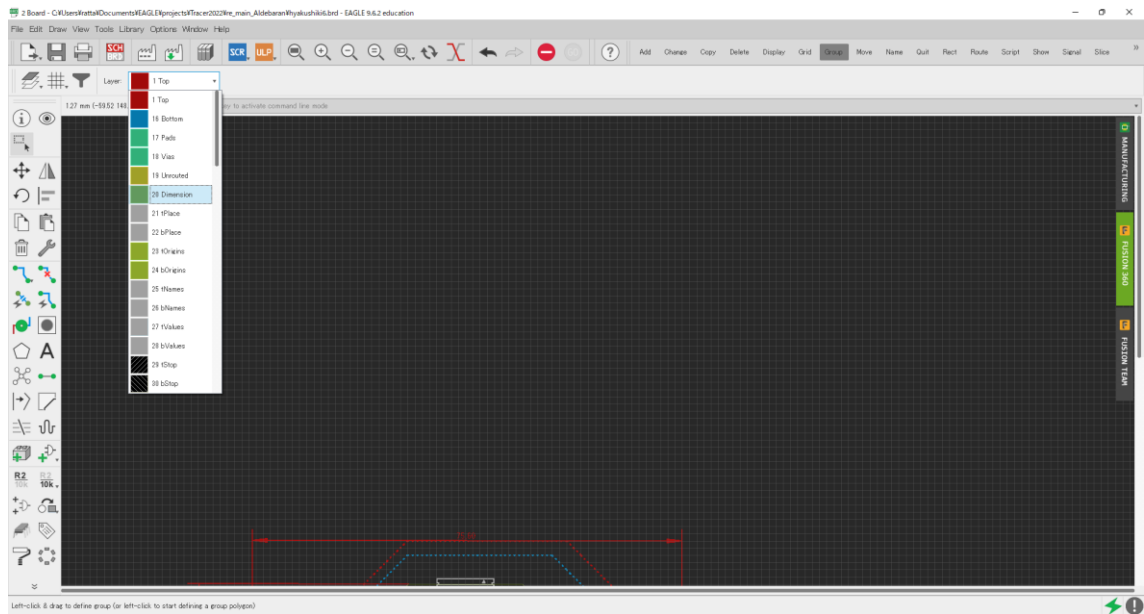 2 Board - C:¥Users¥ratta¥Documents¥EAGLE¥projects¥Tracer2022¥re_main_Aldebaran¥hyakushiki6.brd - EAGLE 9.6.2 education
File Edit Draw View Tools Library Options Window Help
SCH SCR ULP ? Add Change Copy Delete Display Grid Group Move Name Quit Rect Route Script Show Signal Slice
Layer: 1 Top
1.27 mm
key to activate command line mode
1 Top
16 Bottom
17 Pads
18 Vias
19 Unrouted
20 Dimension
21 tPlace
22 bPlace
23 tOrigins
24 bOrigins
25 tNames
26 bNames
27 tValues
28 bValues
29 tStop
30 bStop
MANUFACTURING
F FUSION 360
F FUSION TEAM
A
R2 10k
R2 10k
Left-click & drag to define group (or left-click to start defining a group polygon)